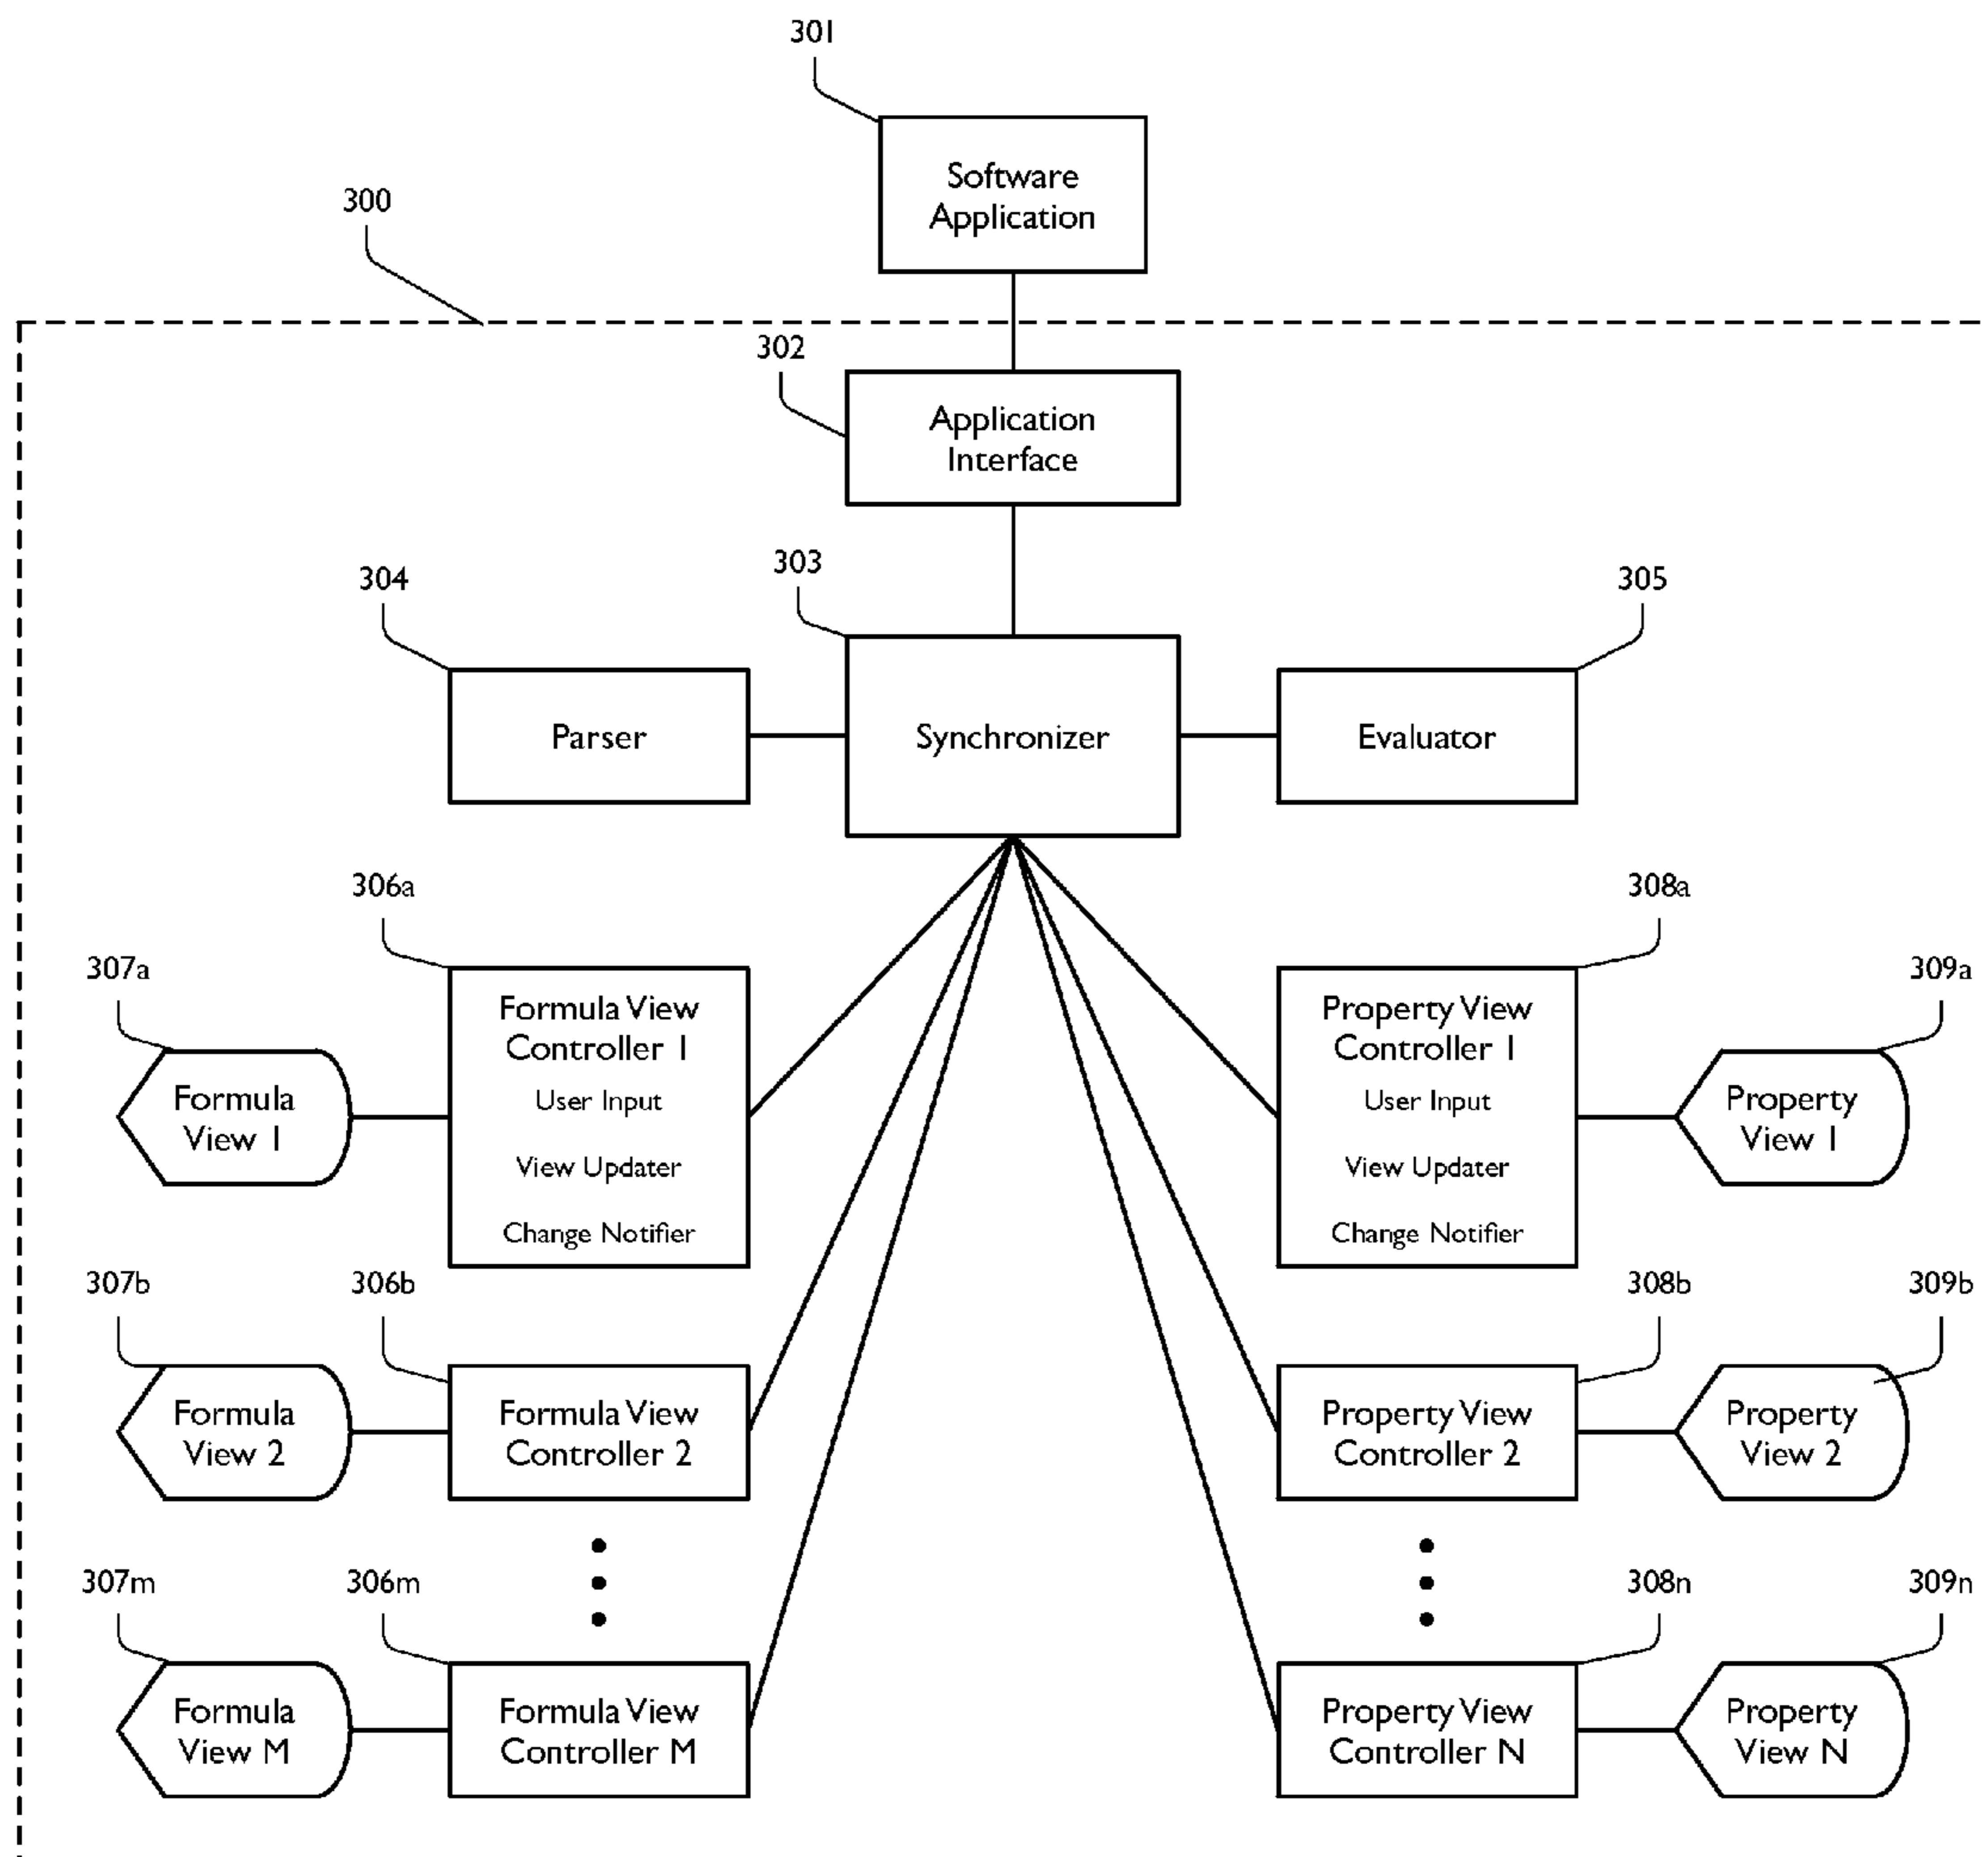 301
Software
Application
300
302
Application
Interface
304
303
305
Parser
Synchronizer
Evaluator
306a
308a
307a
309a
Formula View
Controller 1
User Input
View Updater
Change Notifier
Property View
Controller 1
User Input
View Updater
Change Notifier
Formula
View 1
Property
View 1
307b
306b
308b
309b
Formula
View 2
Formula View
Controller 2
Property View
Controller 2
Property
View 2
307m
306m
308n
309n
Formula
View M
Formula View
Controller M
Property View
Controller N
Property
View N